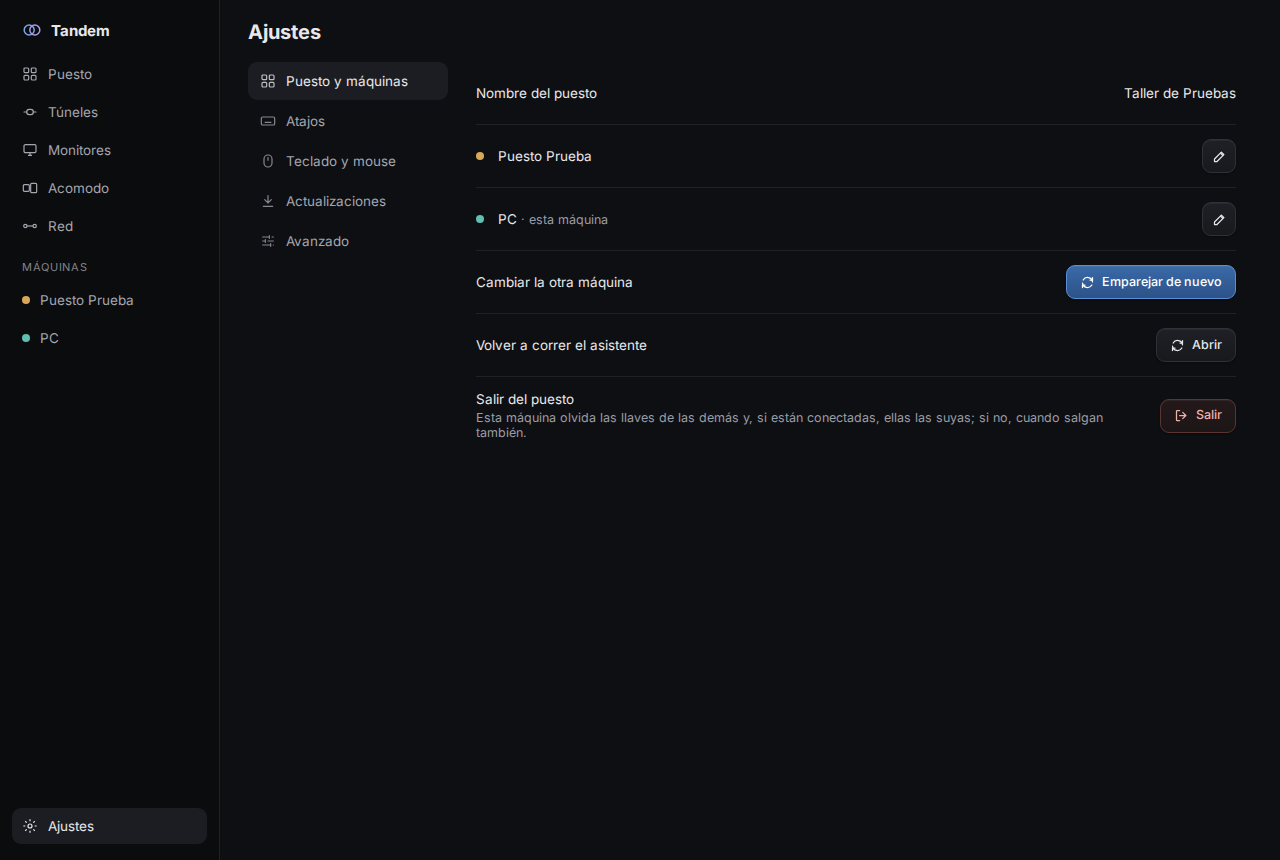 Tandem
Puesto
Túneles
Monitores
Acomodo
Red
MÁQUINAS
Puesto Prueba
PC
Ajustes
Ajustes
Puesto y máquinas
Atajos
Teclado y mouse
Actualizaciones
Avanzado
Nombre del puesto
Taller de Pruebas
Puesto Prueba
PC · esta máquina
Cambiar la otra máquina
Emparejar de nuevo
Volver a correr el asistente
Abrir
Salir del puesto
Esta máquina olvida las llaves de las demás y, si están conectadas, ellas las suyas; si no, cuando salgan
también.
Salir